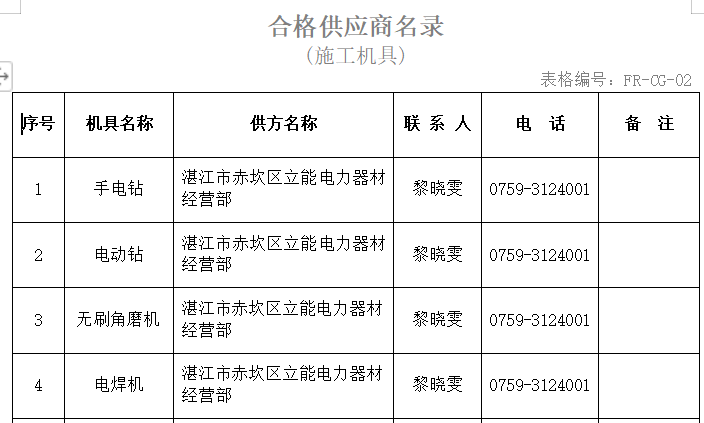 合格供应商名录
（施工机具）
表格编号：FR-CG-02
序号 机具名称 供方名称 联 系 人 电 话 备 注
1 手电钻 湛江市赤坎区立能电力器材
经营部 黎晓雯 0759-3124001
2 电动钻 湛江市赤坎区立能电力器材
经营部 黎晓雯 0759-3124001
3 无刷角磨机 湛江市赤坎区立能电力器材
经营部 黎晓雯 0759-3124001
4 电焊机 湛江市赤坎区立能电力器材
经营部 黎晓雯 0759-3124001